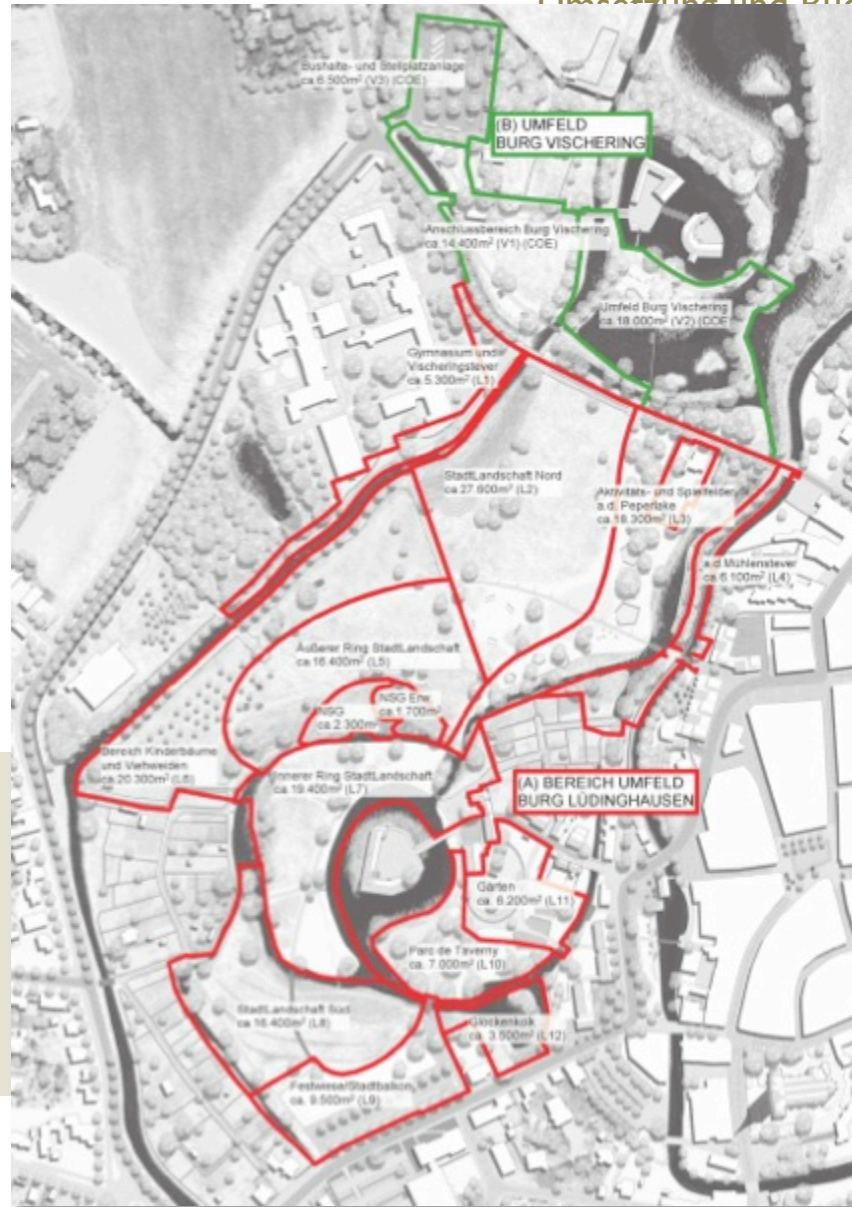 Umsetzung und
Bushalte- und Stellplatzanlage
ca 6.500m² (V3) (COE)
(B) UMFELD
BURG VISCHERING
Anschlussbereich Burg Vischering
ca.14.400m² (V1) (COE)
Umfeld Burg Vischering
ca.18.000m² (V2) (COE)
Gymnasium und
Vischeringstever
ca 5.300m² (L1)
StadtLandschaft Nord
ca 27.600m² (L2)
Aktivitäts- und Spielfelder
a.d. Peperlake
ca 18.300m² (L3)
a.d.Mühlenstever
ca 6.100m² (L4)
Äußerer Ring StadtLandschaft
ca 16.400m² (L5)
NSG Erw.
ca 1.700m²
NSG
ca 2.300m²
Bereich Kinderbäume
und Viehweiden
ca 20.300m² (L6)
Innerer Ring StadtLandschaft
ca 19.400m² (L7)
(A) BEREICH UMFELD
BURG LÜDINGHAUSEN
Gärten
ca. 6.200m² (L11)
Parc de Taverny
ca. 7.000m² (L10)
StadtLandschaft Süd
ca 16.400m² (L8)
Glockenkolk
ca. 3.500m² (L12)
Festwiese/Stadtbalkon
ca. 9.500m² (L9)